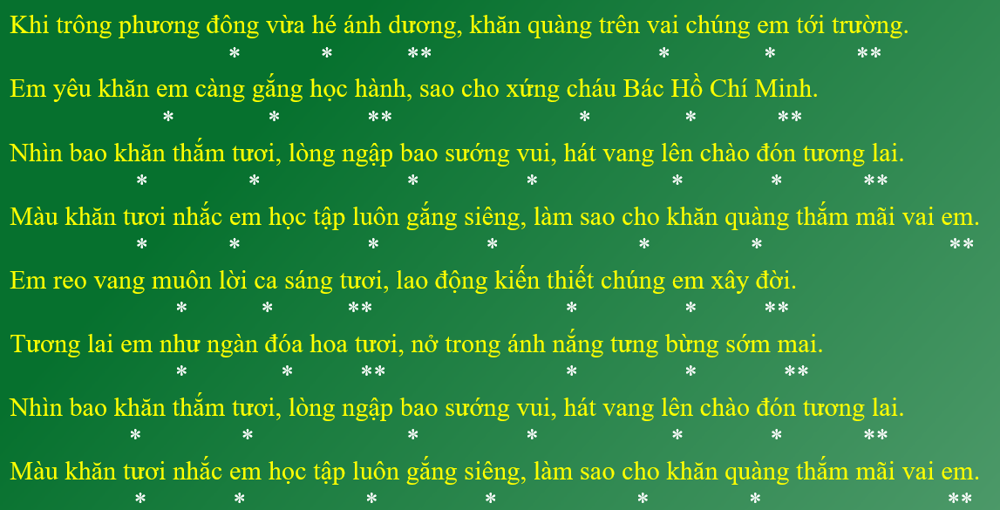 Khi trông phương đông vừa hé ánh dương, khăn quàng trên vai chúng em tới trường.
* * ** * * **
Em yêu khăn em càng gắng học hành, sao cho xứng cháu Bác Hồ Chí Minh.
* * ** * * **
Nhìn bao khăn thắm tươi, lòng ngập bao sướng vui, hát vang lên chào đón tương lai.
* * * * * * **
Màu khăn tươi nhắc em học tập luôn gắng siêng, làm sao cho khăn quàng thắm mãi vai em.
* * * * * * **
Em reo vang muôn lời ca sáng tươi, lao động kiến thiết chúng em xây đời.
* * ** * * **
Tương lai em như ngàn đóa hoa tươi, nở trong ánh nắng tưng bừng sớm mai.
* * ** * * **
Nhìn bao khăn thắm tươi, lòng ngập bao sướng vui, hát vang lên chào đón tương lai.
* * * * * * **
Màu khăn tươi nhắc em học tập luôn gắng siêng, làm sao cho khăn quàng thắm mãi vai em.
* * * * * * **